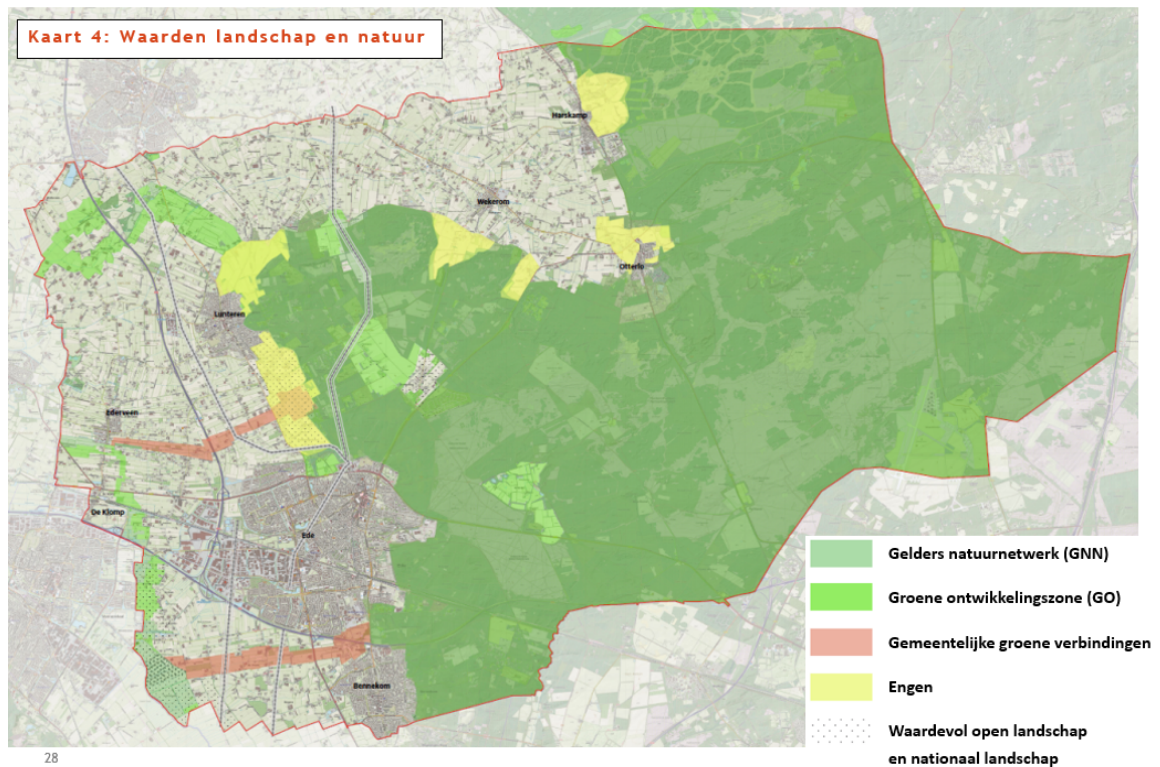 Kaart 4: Waarden landschap en natuur
Harskamp
Wekerom
Otterlo
Lunteren
Ederveen
De Klomp
Ede
Bennekom
Gelders natuurnetwerk (GNN)
Groene ontwikkelingszone (GO)
Gemeentelijke groene verbindingen
Engen
Waardevol open landschap
en nationaal landschap
28